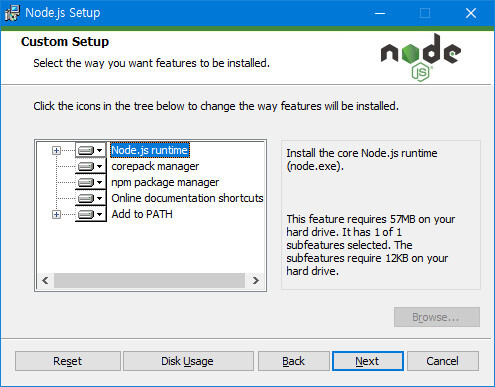 Node.js Setup
Custom Setup
Select the way you want features to be installed.
node
JS
Click the icons in the tree below to change the way features will be installed.
Node.js runtime
corepack manager
npm package manager
Online documentation shortcuts
Add to PATH
Install the core Node.js runtime
(node.exe).
This feature requires 57MB on your
hard drive. It has 1 of 1
subfeatures selected. The
subfeatures require 12KB on your
hard drive.
Browse...
Reset
Disk Usage
Back
Next
Cancel